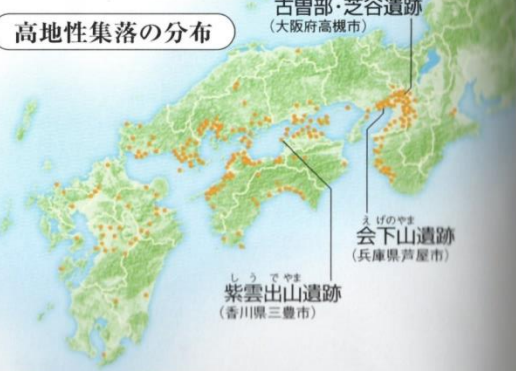 古曽部・芝谷遺跡
(大阪府高槻市)
高地性集落の分布
えげのやま
会下山遺跡
(兵庫県芦屋市)
しうでやま
紫雲出山遺跡
(香川県三豊市)